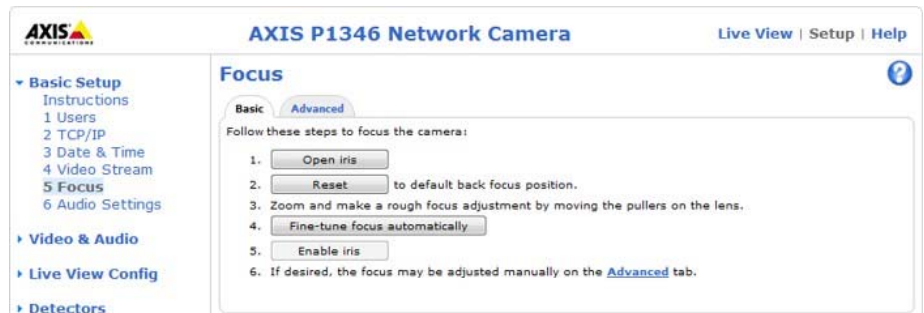 AXIS
COMMUNICATIONS
AXIS P1346 Network Camera
Live View | Setup | Help
Basic Setup
Instructions
1 Users
2 TCP/IP
3 Date & Time
4 Video Stream
5 Focus
6 Audio Settings
Video & Audio
Live View Config
Detectors
Focus
?
Basic
Advanced
Follow these steps to focus the camera:
1. Open iris
2. Reset to default back focus position.
3. Zoom and make a rough focus adjustment by moving the pullers on the lens.
4. Fine-tune focus automatically
5. Enable iris
6. If desired, the focus may be adjusted manually on the Advanced tab.